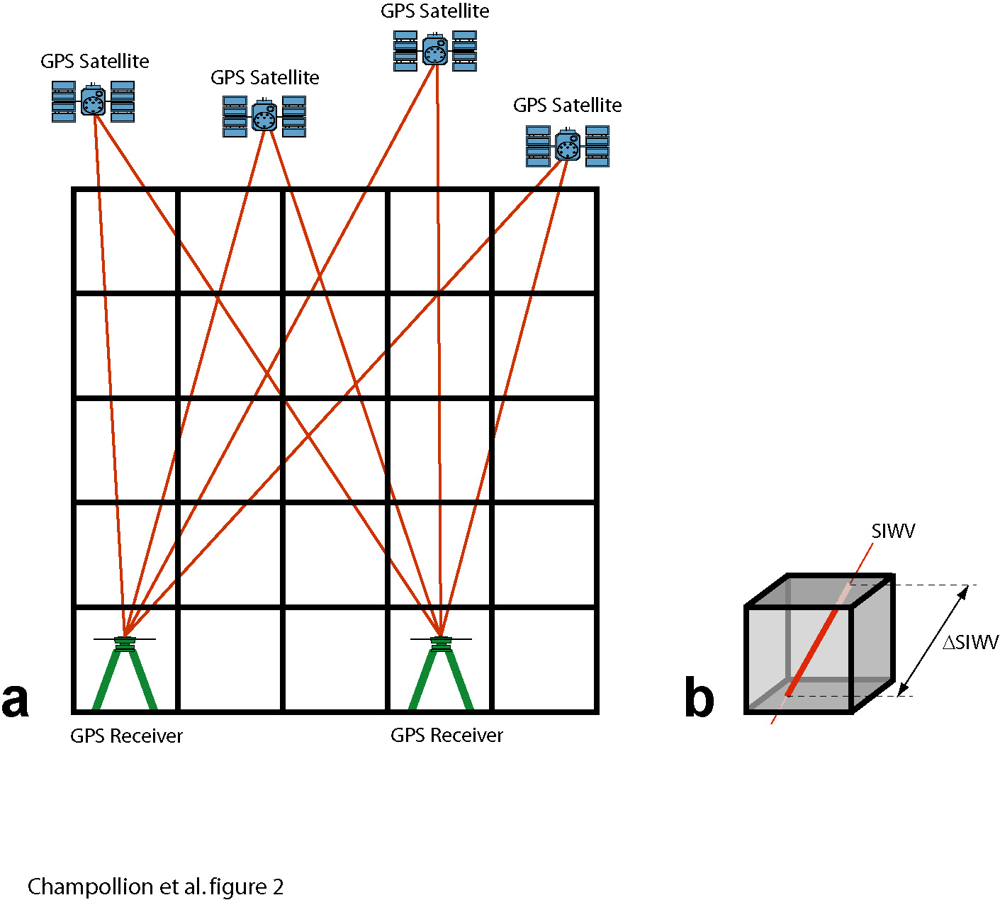 GPS Satellite
GPS Satellite
GPS Satellite
GPS Satellite
SIWV
ΔSIWV
a
b
GPS Receiver
GPS Receiver
Champollion et al. figure 2